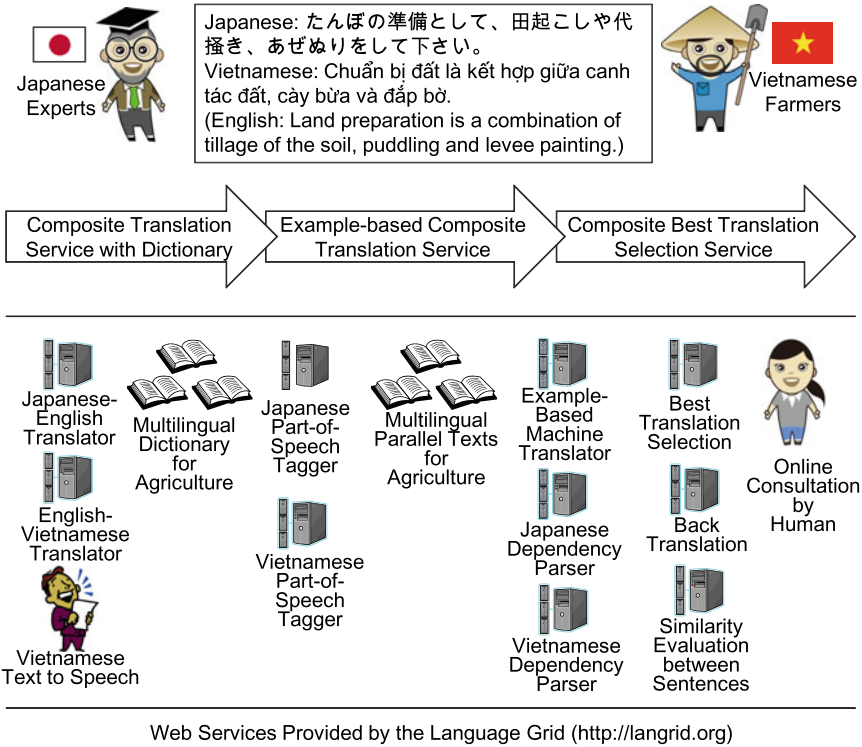 Japanese
Experts
Japanese: たんぼの準備として、田起こしや代
掻き、あぜぬりをして下さい。
Vietnamese: Chuẩn bị đất là kết hợp giữa canh
tác đất, cày bừa và đắp bờ.
(English: Land preparation is a combination of
tillage of the soil, puddling and levee painting.)
Vietnamese
Farmers
Composite Translation
Service with Dictionary
Example-based Composite
Translation Service
Composite Best Translation
Selection Service
Japanese-
English
Translator
English-
Vietnamese
Translator
Vietnamese
Text to Speech
Multilingual
Dictionary
for
Agriculture
Japanese
Part-of-
Speech
Tagger
Vietnamese
Part-of-
Speech
Tagger
Multilingual
Parallel Texts
for
Agriculture
Example-
Based
Machine
Translator
Japanese
Dependency
Parser
Vietnamese
Dependency
Parser
Best
Translation
Selection
Back
Translation
Similarity
Evaluation
between
Sentences
Online
Consultation
by
Human
Web Services Provided by the Language Grid (http://langrid.org)